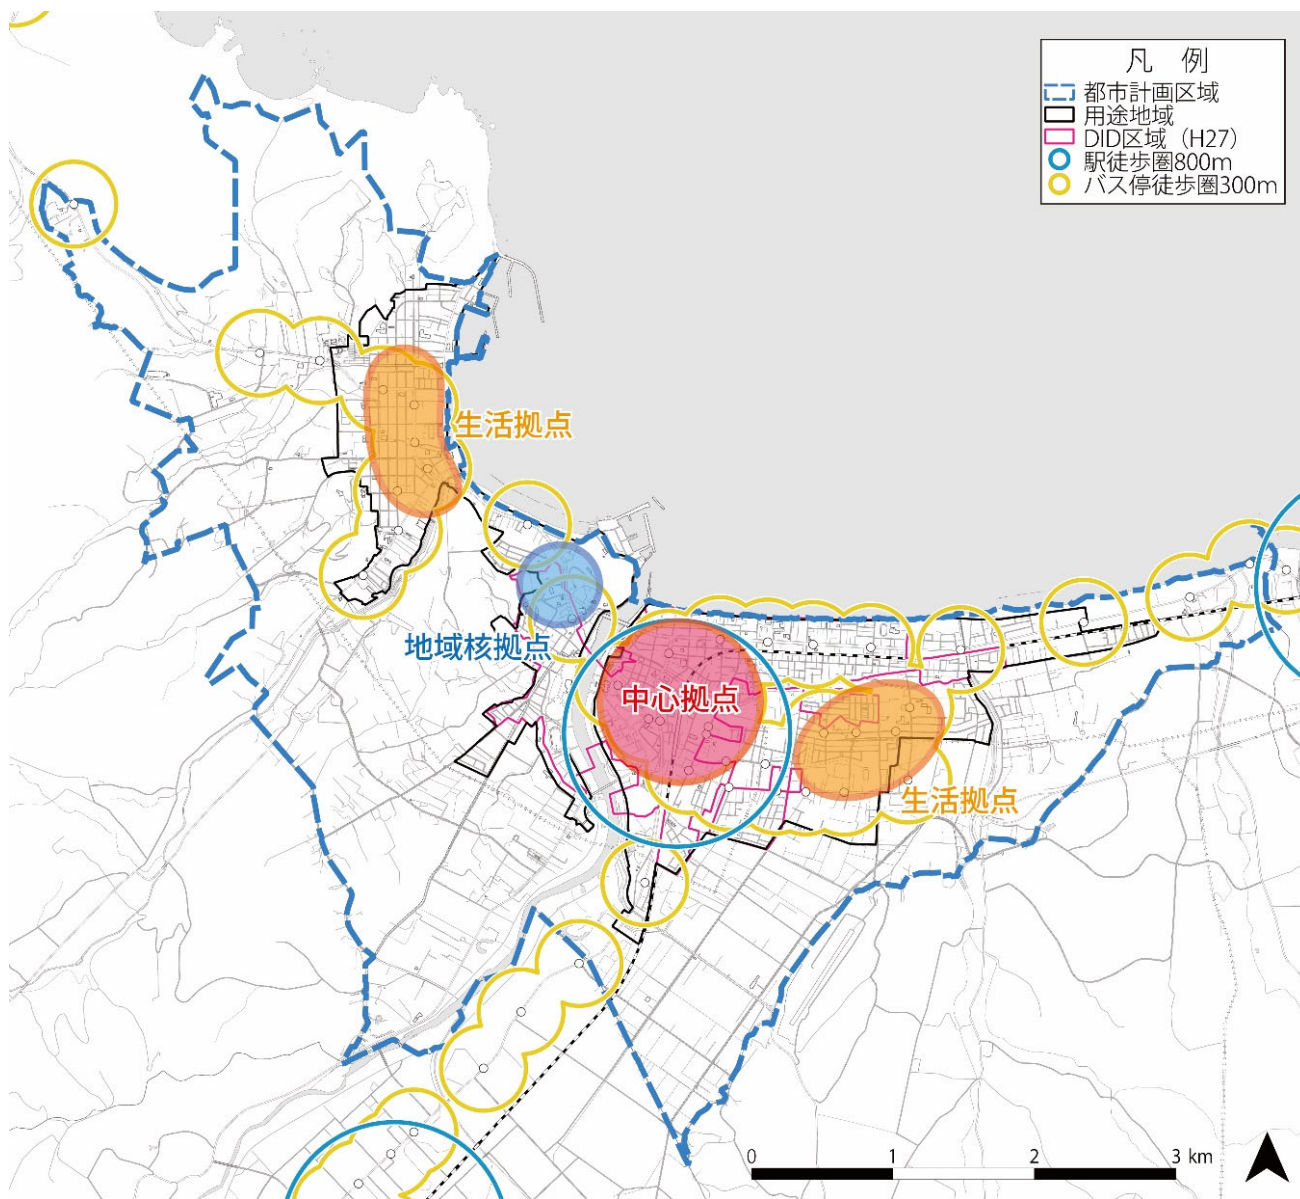 凡 例
都市計画区域
用途地域
DID区域（H27）
駅徒歩圏800m
バス停徒歩圏300m
生活拠点
地域核拠点
中心拠点
生活拠点
0 1 2 3 km